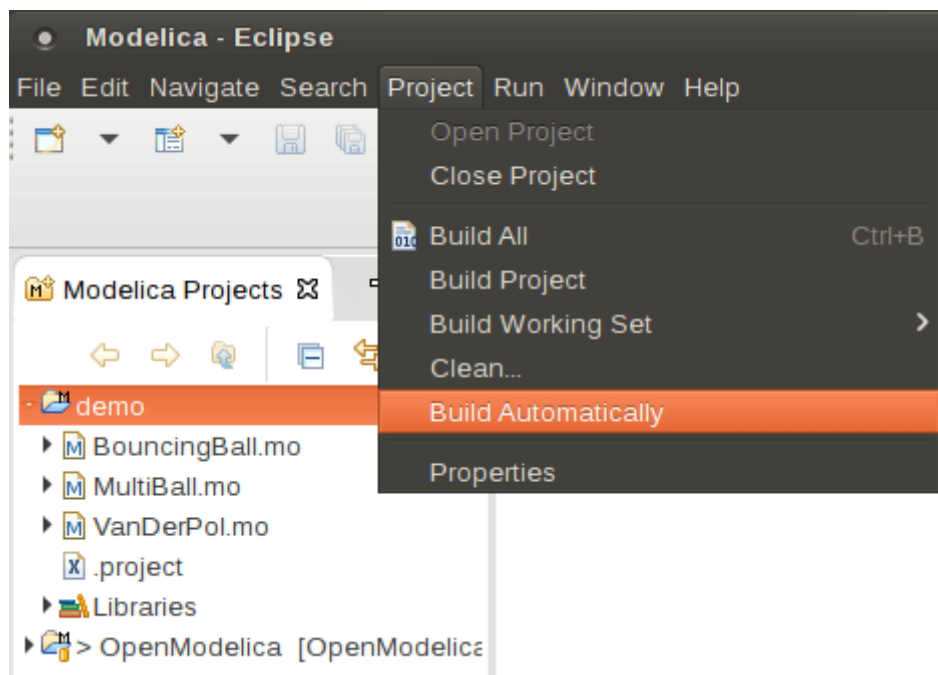 Modelica - Eclipse
File Edit Navigate Search Project Run Window Help
Open Project
Close Project
010 Build All Ctrl+B
Build Project
Build Working Set
Clean...
Build Automatically
Properties
Modelica Projects
demo
BouncingBall.mo
MultiBall.mo
VanDerPol.mo
.project
Libraries
> OpenModelica [OpenModelica